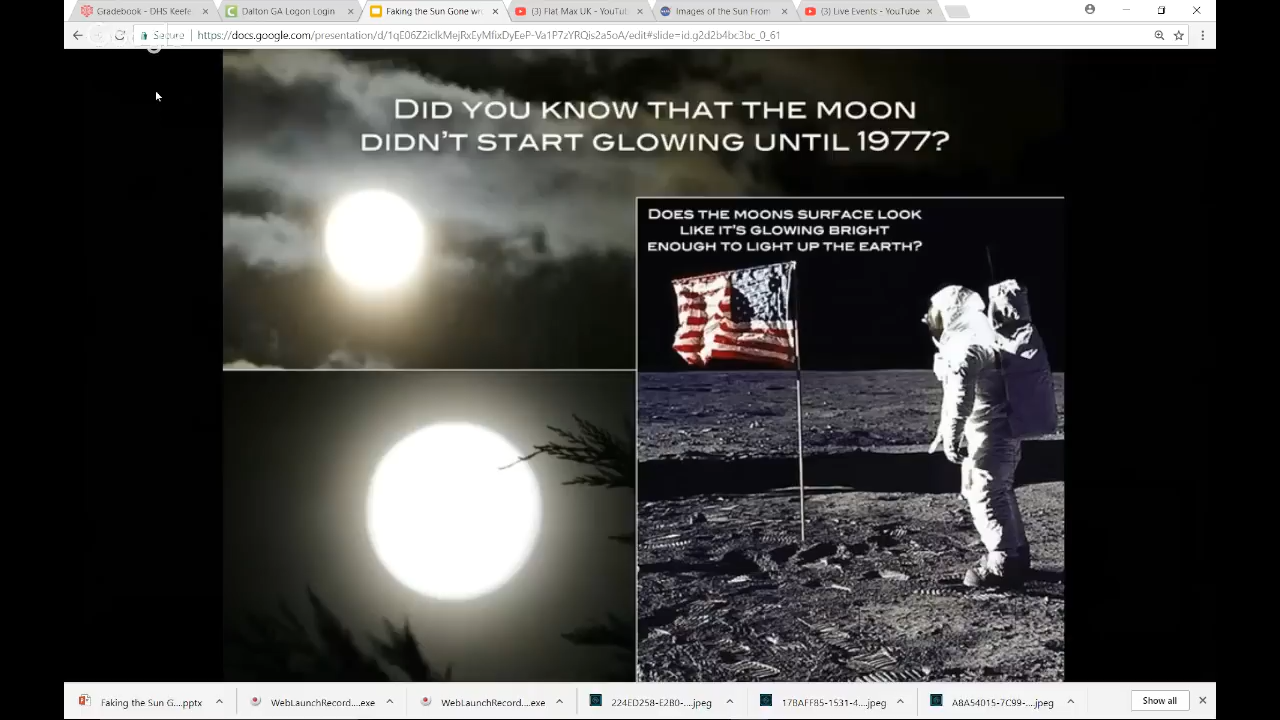 Gradebook - DHS Keefe
Dalton GA Logon Login
Faking the Sun Gone wr
(3) Flat Max UK - YouTub
Images of the Sun From
(3) Live Events - YouTube
Secure
https://docs.google.com/presentation/d/1qE06Z2iclkMejRxEyMfixDyEeP-Va1P7zYRQis2a5oA/edit#slide=id.g2d2b4bc3bc_0_61
DID YOU KNOW THAT THE MOON
DIDN'T START GLOWING UNTIL 1977?
DOES THE MOONS SURFACE LOOK
LIKE IT'S GLOWING BRIGHT
ENOUGH TO LIGHT UP THE EARTH?
Faking the Sun G....pptx
WebLaunchRecord....exe
WebLaunchRecord....exe
224ED258-E2B0-....jpeg
17BAFF85-1531-4....jpeg
A8A54015-7C99-....jpeg
Show all